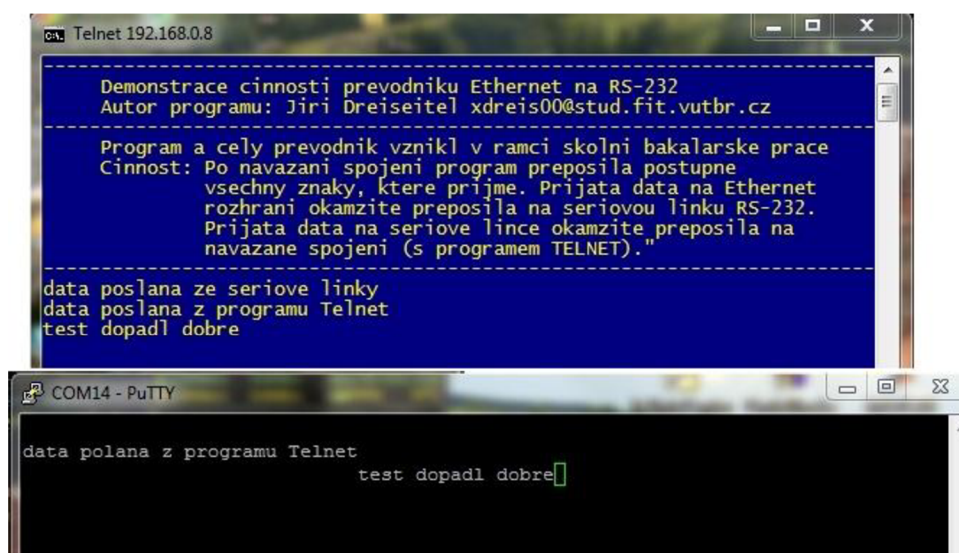 Telnet 192.168.0.8
Demonstrace cinnosti prevodniku Ethernet na RS-232
Autor programu: Jiri Dreiseitel xdreis00@stud.fit.vutbr.cz
Program a cely prevodnik vznikl v ramci skolni bakalarske prace
Cinnost: Po navazani spojeni program preposila postupne
vsechny znaky, ktere prijme. Prijata data na Ethernet
rozhrani okamzite preposila na seriovou linku RS-232.
Prijata data na seriove lince okamzite preposila na
navazane spojeni (s programem TELNET)."
data poslana ze seriove linky
data poslana z programu Telnet
test dopadl dobre
COM14 - PuTTY
data polana z programu Telnet
test dopadl dobre